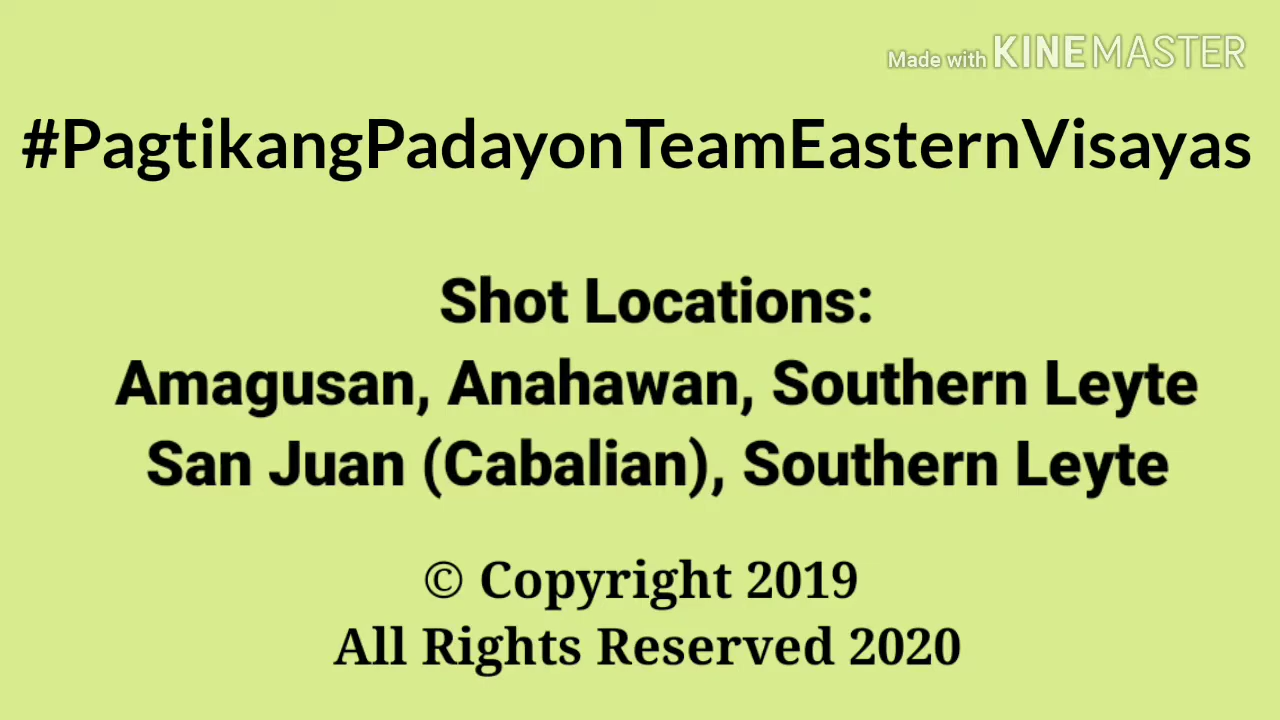 Made with KINEMASTER
#PagtikangPadayonTeamEasternVisayas
Shot Locations:
Amagusan, Anahawan, Southern Leyte
San Juan (Cabalian), Southern Leyte
© Copyright 2019
All Rights Reserved 2020